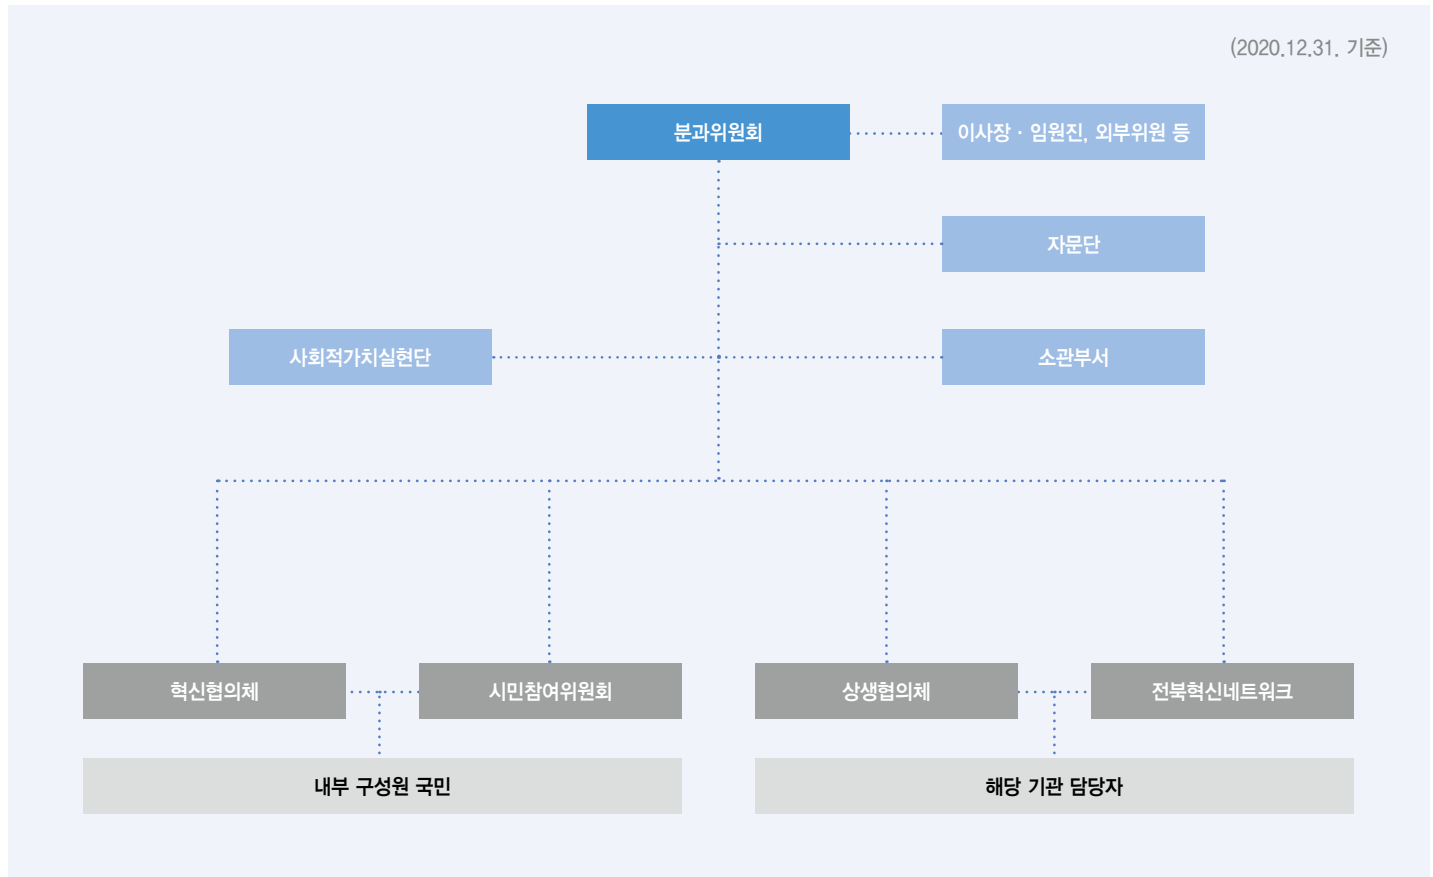 (2020.12.31. 기준)
분과위원회
이사장 · 임원진, 외부위원 등
자문단
사회적가치실현단
소관부서
혁신협의체
시민참여위원회
상생협의체
전북혁신네트워크
내부 구성원 국민
해당 기관 담당자